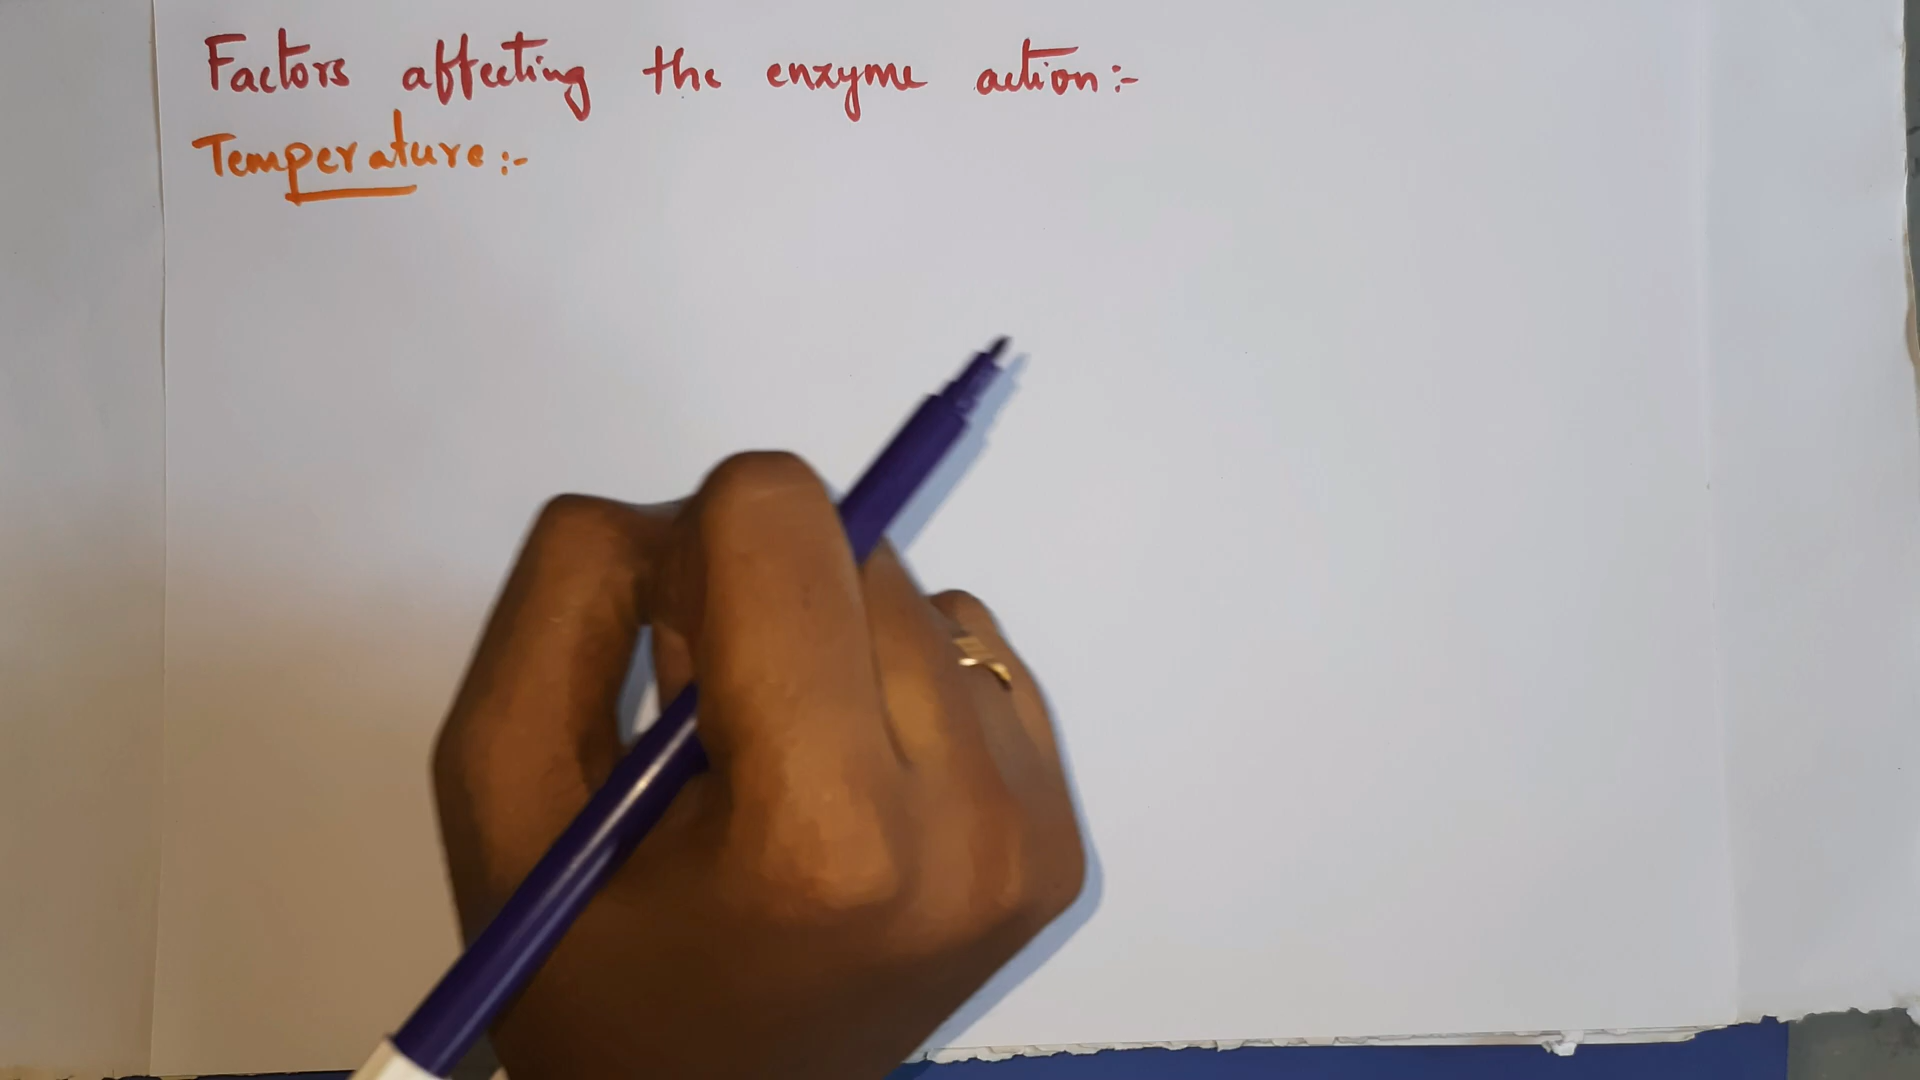 Factors affecting the enzyme action:-
Temperature:-